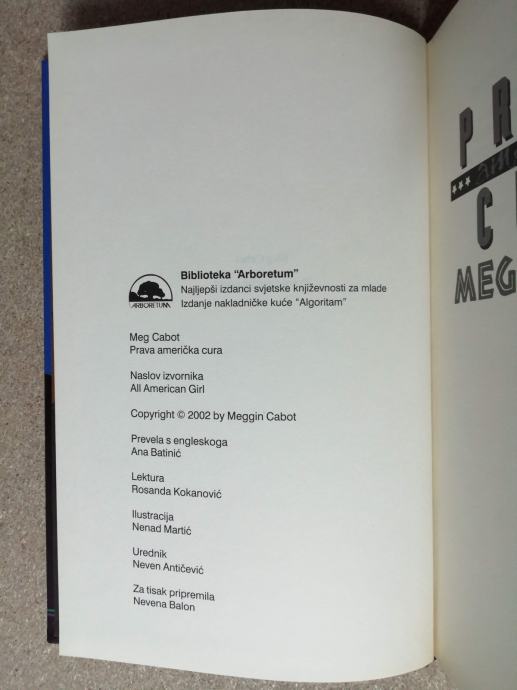 Biblioteka "Arboretum"
Najljepši izdanci svjetske književnosti za mlade
Izdanje nakladničke kuće "Algoritam"
ARBORETUM
Meg Cabot
Prava američka cura
Naslov izvornika
All American Girl
Copyright © 2002 by Meggin Cabot
Prevela s engleskoga
Ana Batinić
Lektura
Rosanda Kokanović
Ilustracija
Nenad Martić
Urednik
Neven Antičević
Za tisak pripremila
Nevena Balon
PR
C
MEG